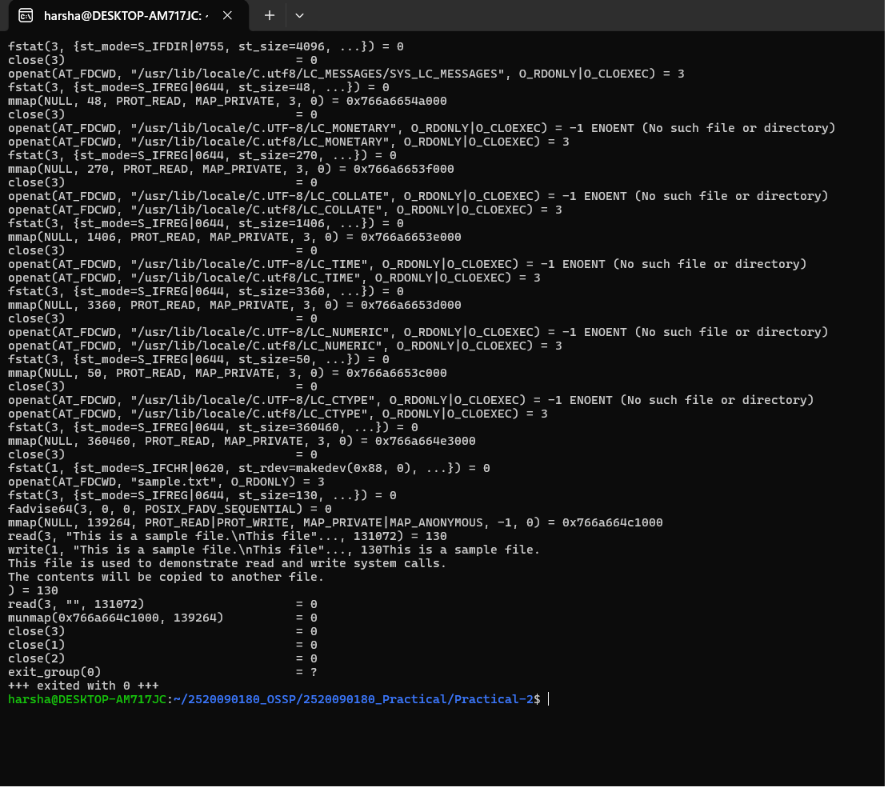 harsha@DESKTOP-AM717JC: ~
fstat(3, {st_mode=S_IFDIR|0755, st_size=4096, ...}) = 0
close(3)                                = 0
openat(AT_FDCWD, "/usr/lib/locale/C.utf8/LC_MESSAGES/SYS_LC_MESSAGES", O_RDONLY|O_CLOEXEC) = 3
fstat(3, {st_mode=S_IFREG|0644, st_size=48, ...}) = 0
mmap(NULL, 48, PROT_READ, MAP_PRIVATE, 3, 0) = 0x766a6654a000
close(3)                                = 0
openat(AT_FDCWD, "/usr/lib/locale/C.UTF-8/LC_MONETARY", O_RDONLY|O_CLOEXEC) = -1 ENOENT (No such file or directory)
openat(AT_FDCWD, "/usr/lib/locale/C.utf8/LC_MONETARY", O_RDONLY|O_CLOEXEC) = 3
fstat(3, {st_mode=S_IFREG|0644, st_size=270, ...}) = 0
mmap(NULL, 270, PROT_READ, MAP_PRIVATE, 3, 0) = 0x766a6653f000
close(3)                                = 0
openat(AT_FDCWD, "/usr/lib/locale/C.UTF-8/LC_COLLATE", O_RDONLY|O_CLOEXEC) = -1 ENOENT (No such file or directory)
openat(AT_FDCWD, "/usr/lib/locale/C.utf8/LC_COLLATE", O_RDONLY|O_CLOEXEC) = 3
fstat(3, {st_mode=S_IFREG|0644, st_size=1406, ...}) = 0
mmap(NULL, 1406, PROT_READ, MAP_PRIVATE, 3, 0) = 0x766a6653e000
close(3)                                = 0
openat(AT_FDCWD, "/usr/lib/locale/C.UTF-8/LC_TIME", O_RDONLY|O_CLOEXEC) = -1 ENOENT (No such file or directory)
openat(AT_FDCWD, "/usr/lib/locale/C.utf8/LC_TIME", O_RDONLY|O_CLOEXEC) = 3
fstat(3, {st_mode=S_IFREG|0644, st_size=3360, ...}) = 0
mmap(NULL, 3360, PROT_READ, MAP_PRIVATE, 3, 0) = 0x766a6653d000
close(3)                                = 0
openat(AT_FDCWD, "/usr/lib/locale/C.UTF-8/LC_NUMERIC", O_RDONLY|O_CLOEXEC) = -1 ENOENT (No such file or directory)
openat(AT_FDCWD, "/usr/lib/locale/C.utf8/LC_NUMERIC", O_RDONLY|O_CLOEXEC) = 3
fstat(3, {st_mode=S_IFREG|0644, st_size=50, ...}) = 0
mmap(NULL, 50, PROT_READ, MAP_PRIVATE, 3, 0) = 0x766a6653c000
close(3)                                = 0
openat(AT_FDCWD, "/usr/lib/locale/C.UTF-8/LC_CTYPE", O_RDONLY|O_CLOEXEC) = -1 ENOENT (No such file or directory)
openat(AT_FDCWD, "/usr/lib/locale/C.utf8/LC_CTYPE", O_RDONLY|O_CLOEXEC) = 3
fstat(3, {st_mode=S_IFREG|0644, st_size=360460, ...}) = 0
mmap(NULL, 360460, PROT_READ, MAP_PRIVATE, 3, 0) = 0x766a664e3000
close(3)                                = 0
fstat(1, {st_mode=S_IFCHR|0620, st_rdev=makedev(0x88, 0), ...}) = 0
openat(AT_FDCWD, "sample.txt", O_RDONLY) = 3
fstat(3, {st_mode=S_IFREG|0644, st_size=130, ...}) = 0
fadvise64(3, 0, 0, POSIX_FADV_SEQUENTIAL) = 0
mmap(NULL, 139264, PROT_READ|PROT_WRITE, MAP_PRIVATE|MAP_ANONYMOUS, -1, 0) = 0x766a664c1000
read(3, "This is a sample file.\nThis file"..., 131072) = 130
write(1, "This is a sample file.\nThis file"..., 130This is a sample file.
This file is used to demonstrate read and write system calls.
The contents will be copied to another file.
) = 130
read(3, "", 131072)                     = 0
munmap(0x766a664c1000, 139264)          = 0
close(3)                                = 0
close(1)                                = 0
close(2)                                = 0
exit_group(0)                           = ?
+++ exited with 0 +++
harsha@DESKTOP-AM717JC:~/2520090180_OSSP/2520090180_Practical/Practical-2$